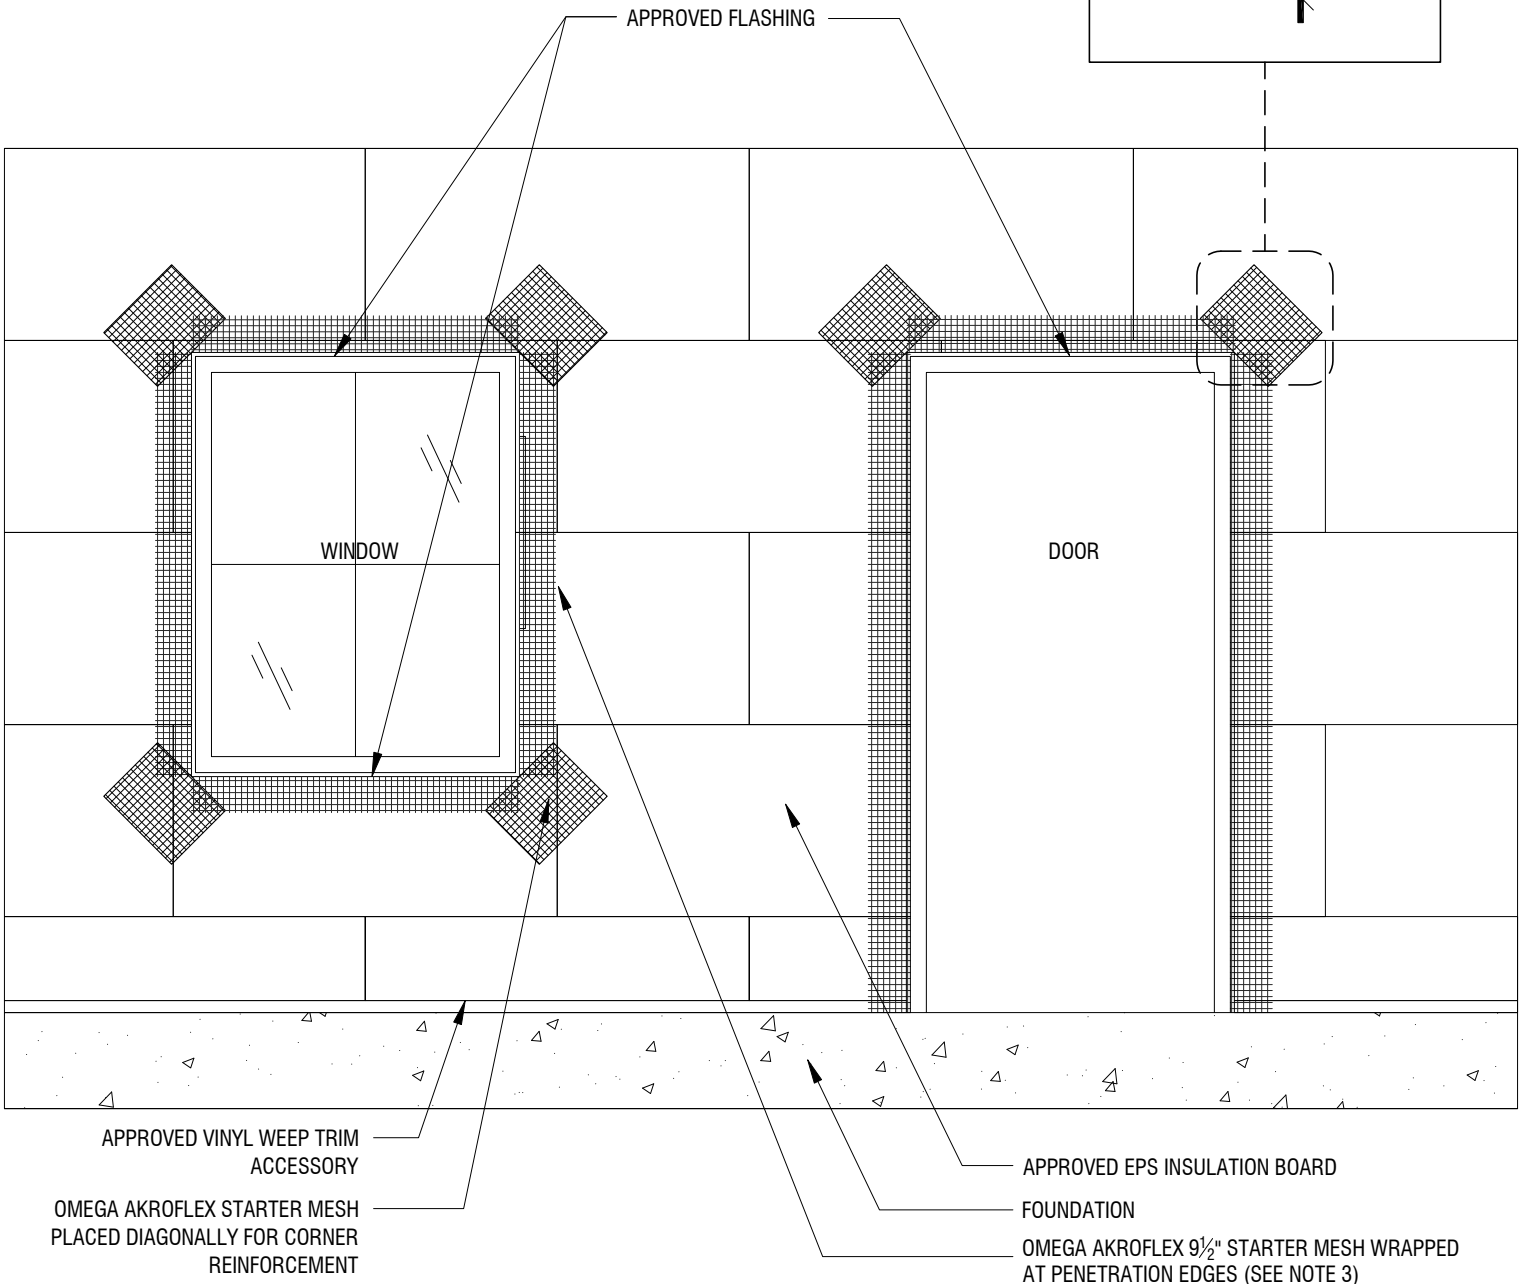 APPROVED FLASHING
WINDOW
DOOR
APPROVED VINYL WEEP TRIM
ACCESSORY
OMEGA AKROFLEX STARTER MESH
PLACED DIAGONALLY FOR CORNER
REINFORCEMENT
APPROVED EPS INSULATION BOARD
FOUNDATION
OMEGA AKROFLEX 9½" STARTER MESH WRAPPED
AT PENETRATION EDGES (SEE NOTE 3)